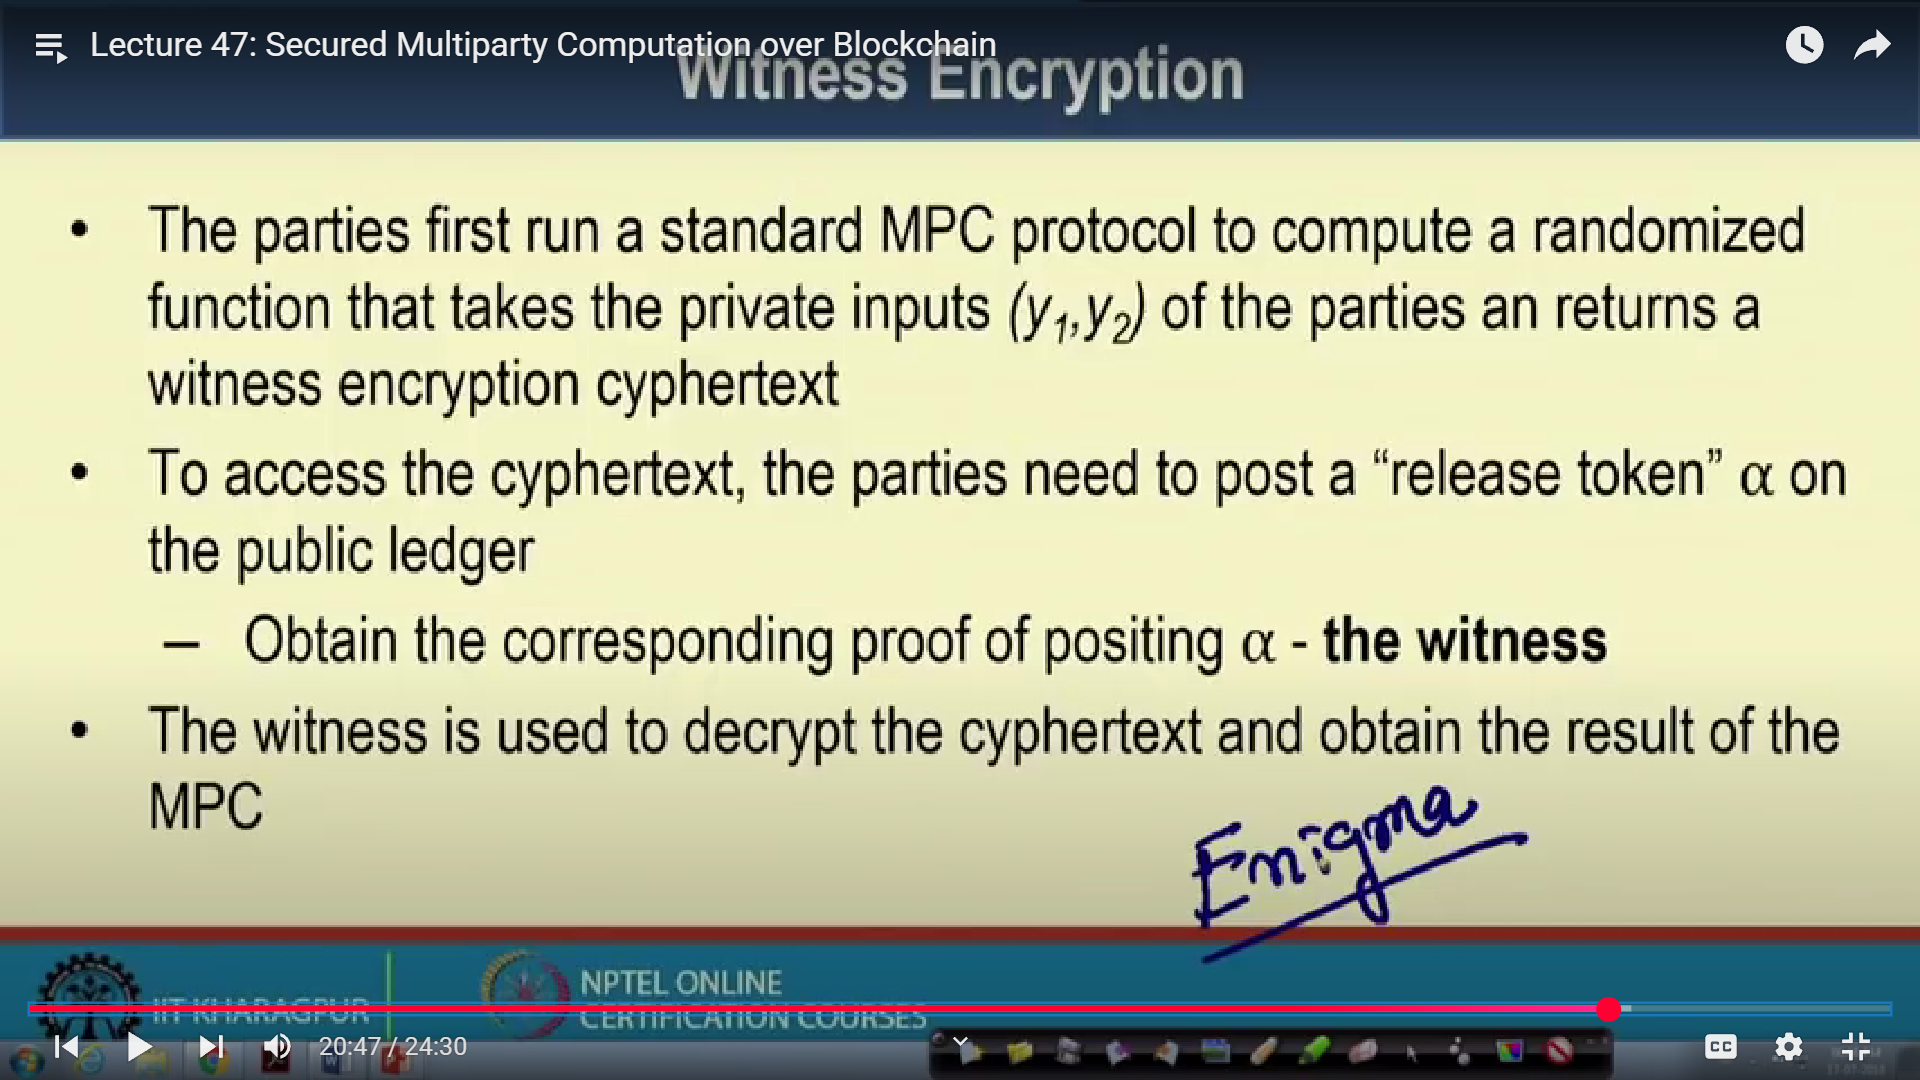 Lecture 47: Secured Multiparty Computation over Blockchain
Witness Encryption
• The parties first run a standard MPC protocol to compute a randomized
function that takes the private inputs (y1,y2) of the parties an returns a
witness encryption cyphertext
• To access the cyphertext, the parties need to post a “release token” α on
the public ledger
– Obtain the corresponding proof of positing α - the witness
• The witness is used to decrypt the cyphertext and obtain the result of the
MPC
Enigma
IIT KHARAGPUR
NPTEL ONLINE
CERTIFICATION COURSES
20:47 / 24:30
CC